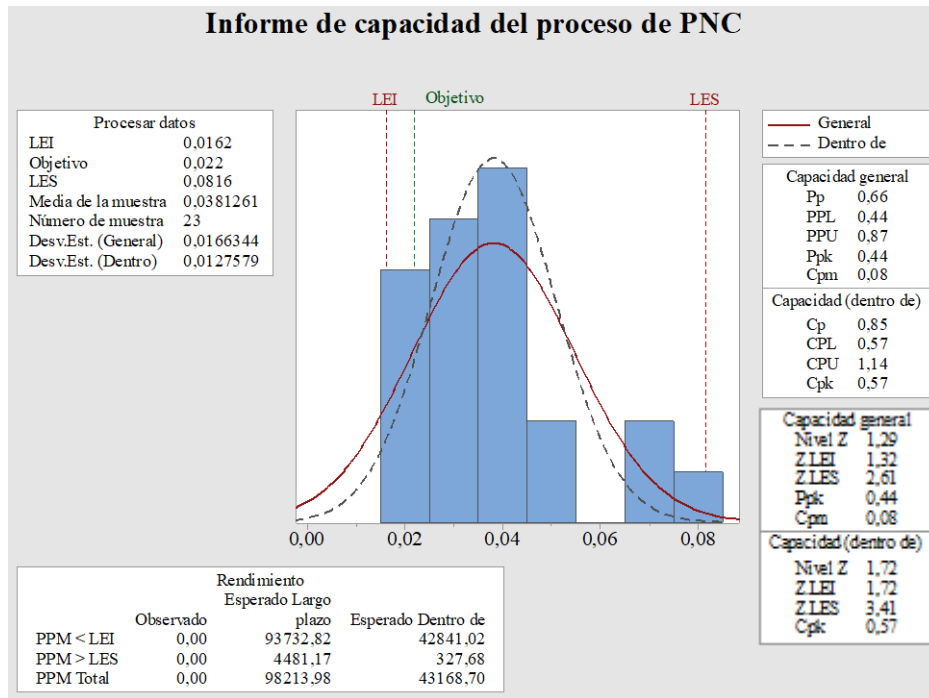 Informe de capacidad del proceso de PNC
LEI Objetivo LES
Procesar datos
LEI 0,0162
Objetivo 0,022
LES 0,0816
Media de la muestra 0,0381261
Número de muestra 23
Desv.Est. (General) 0,0166344
Desv.Est. (Dentro) 0,0127579
General
Dentro de
Capacidad general
Pp 0,66
PPL 0,44
PPU 0,87
Ppk 0,44
Cpm 0,08
Capacidad (dentro de)
Cp 0,85
CPL 0,57
CPU 1,14
Cpk 0,57
Capacidad general
Nivel Z 1,29
Z.LEI 1,32
Z.LES 2,61
Ppk 0,44
Cpm 0,08
Capacidad (dentro de)
Nivel Z 1,72
Z.LEI 1,72
Z.LES 3,41
Cpk 0,57
0,00 0,02 0,04 0,06 0,08
Rendimiento
Esperado Largo
Observado plazo Esperado Dentro de
PPM < LEI 0,00 93732,82 42841,02
PPM > LES 0,00 4481,17 327,68
PPM Total 0,00 98213,98 43168,70